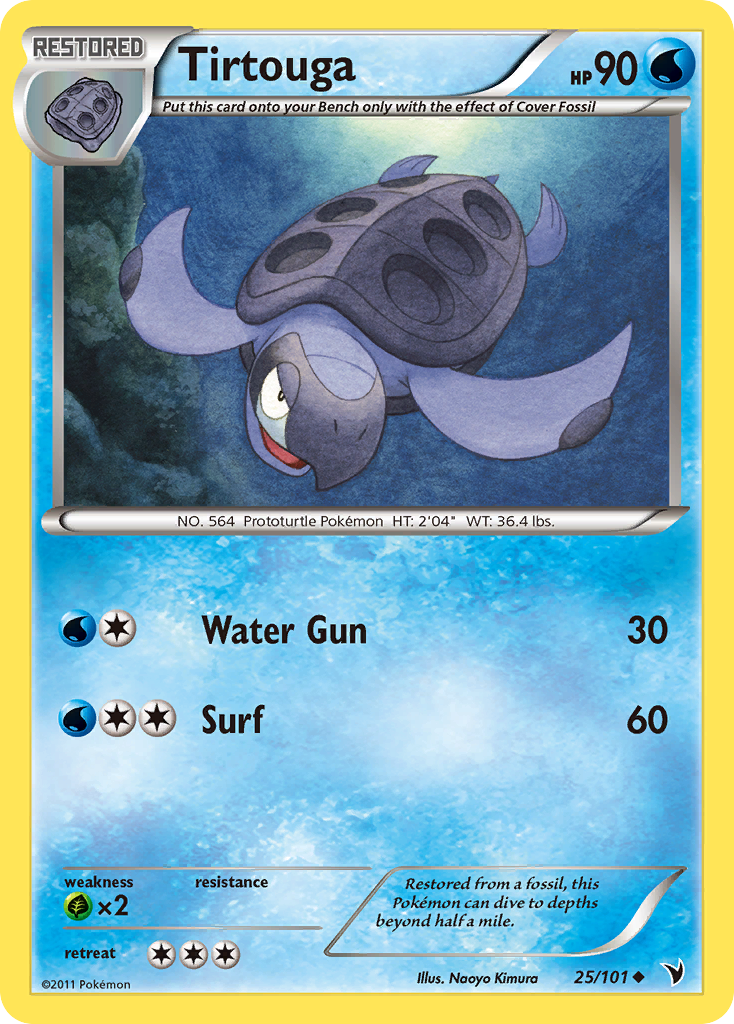 RESTORED
Tirtouga
HP 90
Put this card onto your Bench only with the effect of Cover Fossil
NO. 564 Prototurtle Pokémon HT: 2'04" WT: 36.4 lbs.
Water Gun 30
Surf 60
weakness resistance
×2
Restored from a fossil, this
Pokémon can dive to depths
beyond half a mile.
retreat
©2011 Pokémon
Illus. Naoyo Kimura
25/101